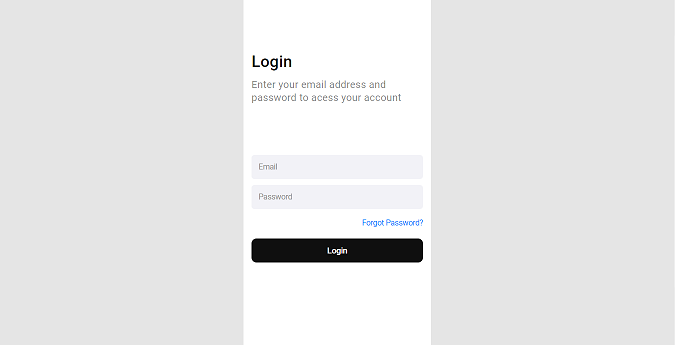 Login
Enter your email address and
password to acess your account
Email
Password
Forgot Password?
Login